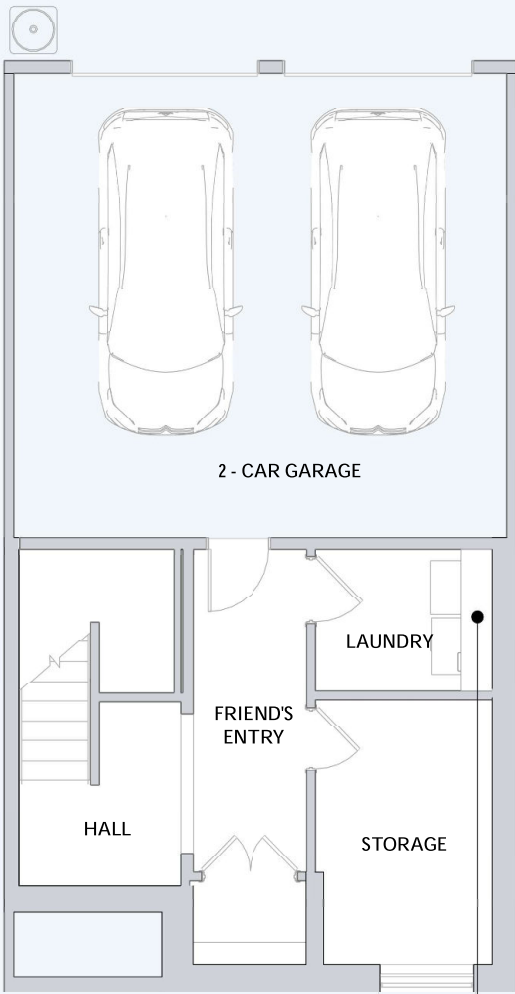 2 - CAR GARAGE
LAUNDRY
FRIEND'S
ENTRY
HALL
STORAGE